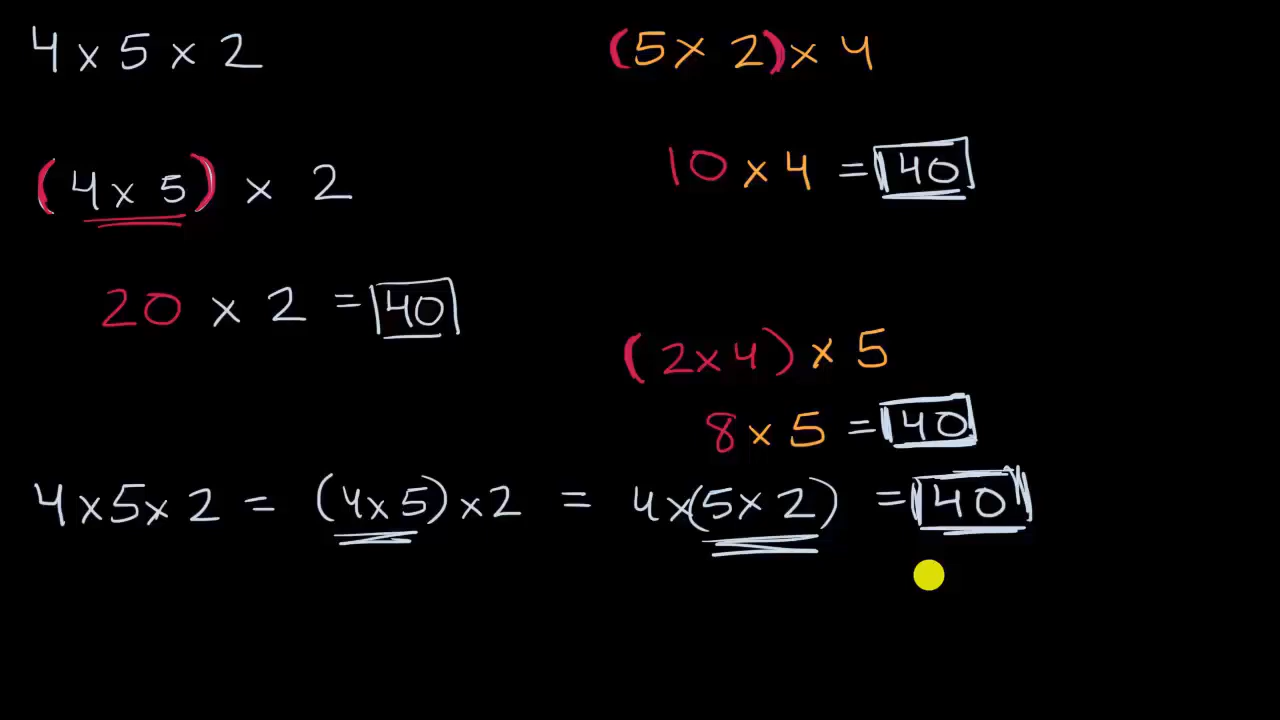 4 x 5 x 2
(4 x 5) x 2
20 x 2 = 40
(5 x 2) x 4
10 x 4 = 40
(2 x 4) x 5
8 x 5 = 40
4 x 5 x 2 = (4 x 5) x 2 = 4 x (5 x 2) = 40